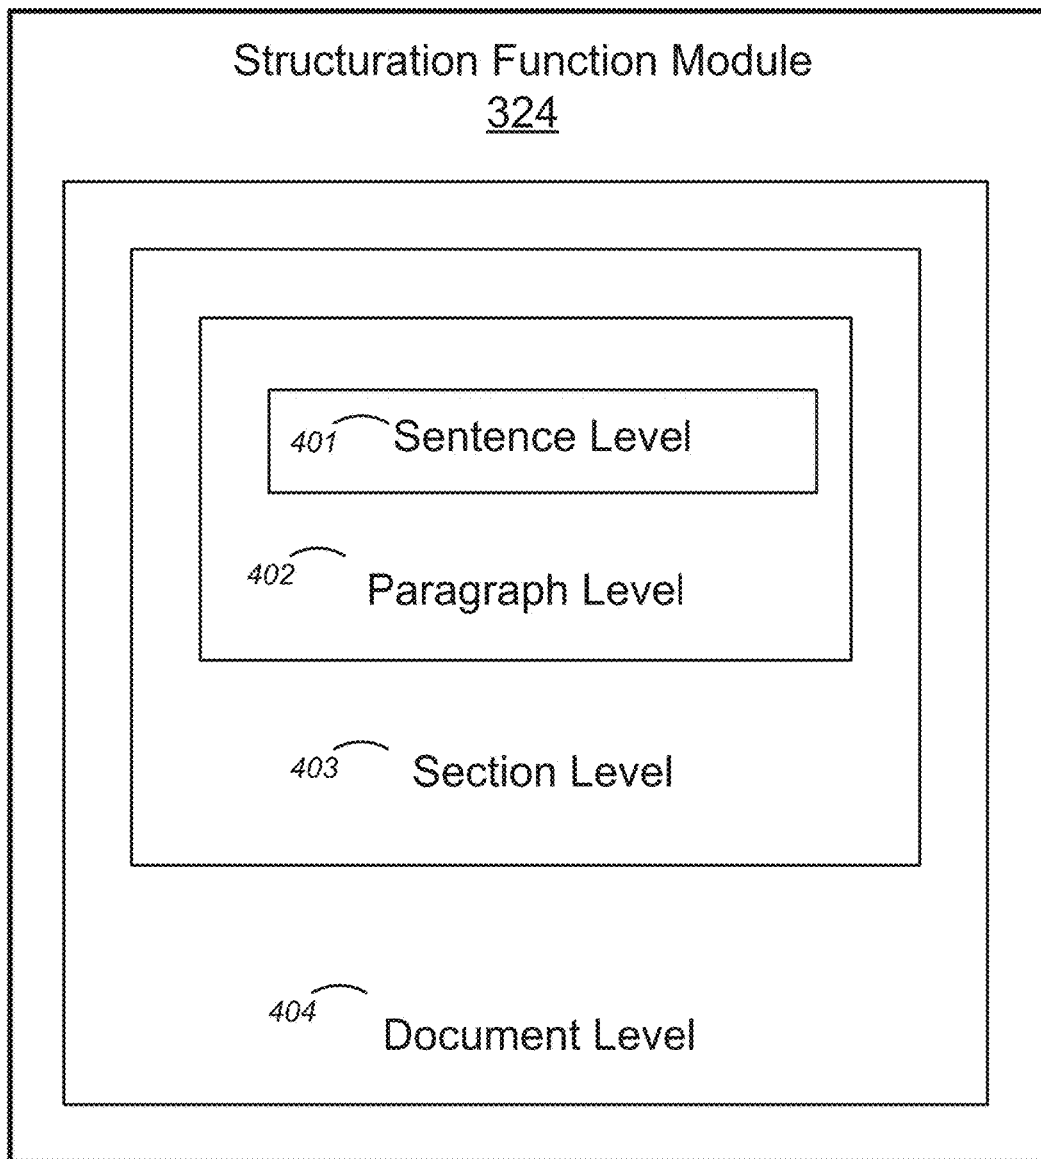 Structuration Function Module
324
401 Sentence Level
402 Paragraph Level
403 Section Level
404 Document Level